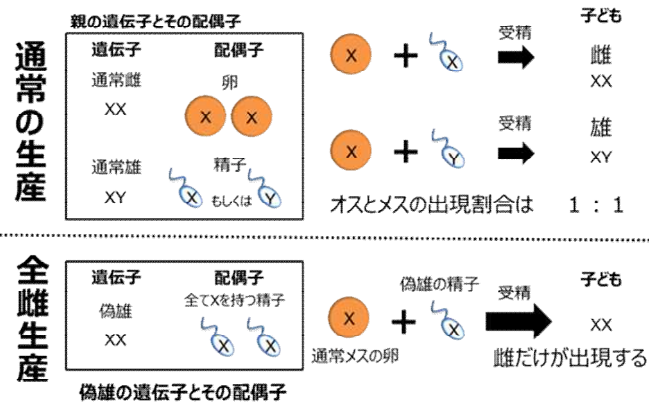 通常の生産
親の遺伝子とその配偶子
遺伝子 配偶子
通常雌 卵
XX
X X
通常雄 精子
XY
X もしくは Y
子ども
X + X 受精 雌
XX
X + Y 受精 雄
XY
オスとメスの出現割合は 1 : 1
全雌生産
遺伝子 配偶子
偽雄 全てXを持つ精子
XX
X X
偽雄の遺伝子とその配偶子
子ども
偽雄の精子 受精
X + X XX
通常メスの卵
雌だけが出現する